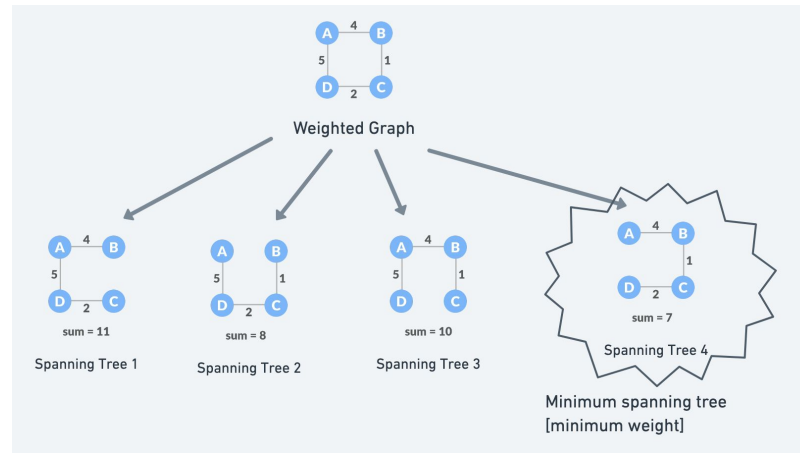 A 4 B
5 1
D 2 C
Weighted Graph
A 4 B
5
D 2 C
sum = 11
Spanning Tree 1
A B
5 1
D 2 C
sum = 8
Spanning Tree 2
A 4 B
5 1
D C
sum = 10
Spanning Tree 3
A 4 B
1
D 2 C
sum = 7
Spanning Tree 4
Minimum spanning tree
[minimum weight]